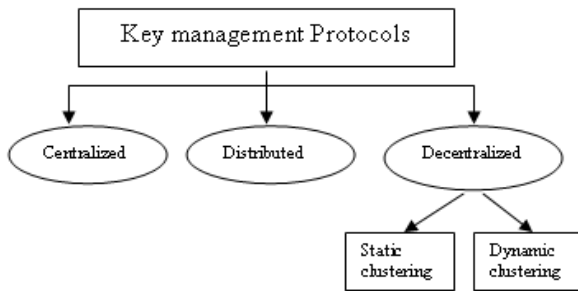 Key management Protocols
Centralized
Distributed
Decentralized
Static
clustering
Dynamic
clustering